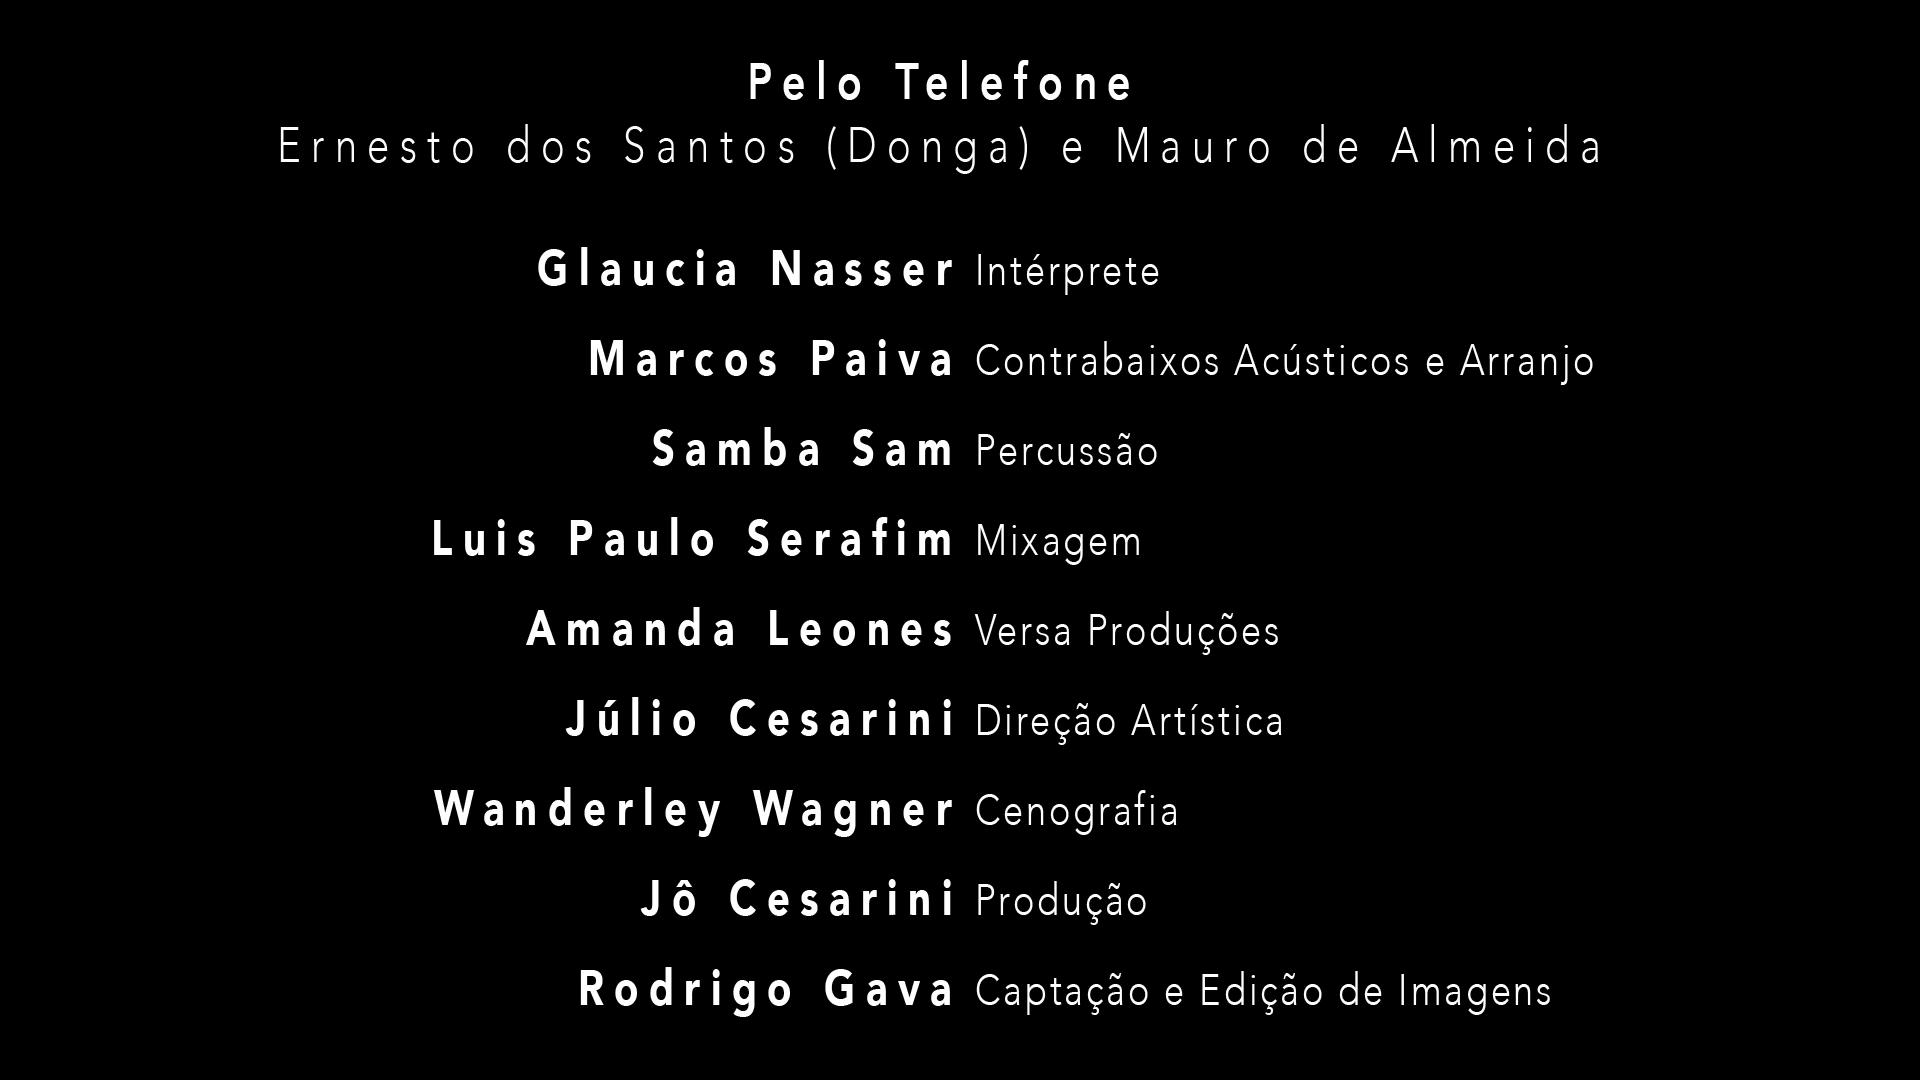 Pelo Telefone
Ernesto dos Santos (Donga) e Mauro de Almeida
Glaucia Nasser Intérprete
Marcos Paiva Contrabaixos Acústicos e Arranjo
Samba Sam Percussão
Luis Paulo Serafim Mixagem
Amanda Leones Versa Produções
Júlio Cesarini Direção Artística
Wanderley Wagner Cenografia
Jô Cesarini Produção
Rodrigo Gava Captação e Edição de Imagens